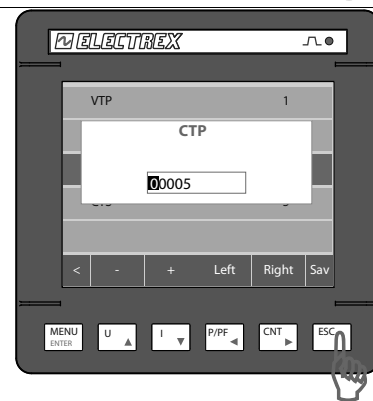 ELECTREX
VTP 1
CTP
00005
< - + Left Right Sav
MENU ENTER U I P/PF CNT ESC